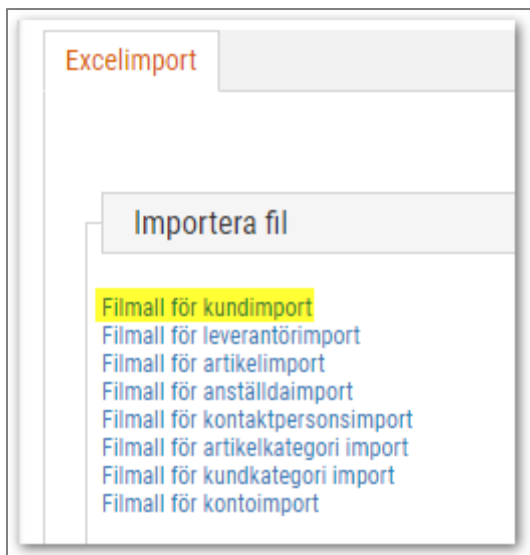 Excelimport
Importera fil
Filmall för kundimport
Filmall för leverantörimport
Filmall för artikelimport
Filmall för anställdaimport
Filmall för kontaktpersonsimport
Filmall för artikelkategori import
Filmall för kundkategori import
Filmall för kontoimport